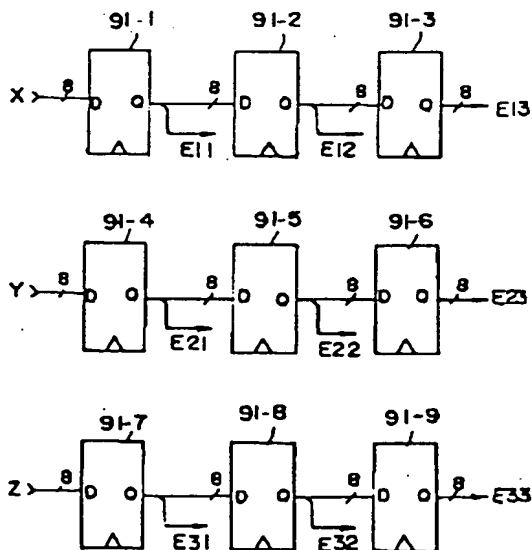 91-1 91-2 91-3
X 8 D Q 8 D Q 8 D Q 8 E13
E11 E12
91-4 91-5 91-6
Y 8 D Q 8 D Q 8 D Q 8 E23
E21 E22
91-7 91-8 91-9
Z 8 D Q 8 D Q 8 D Q 8 E33
E31 E32